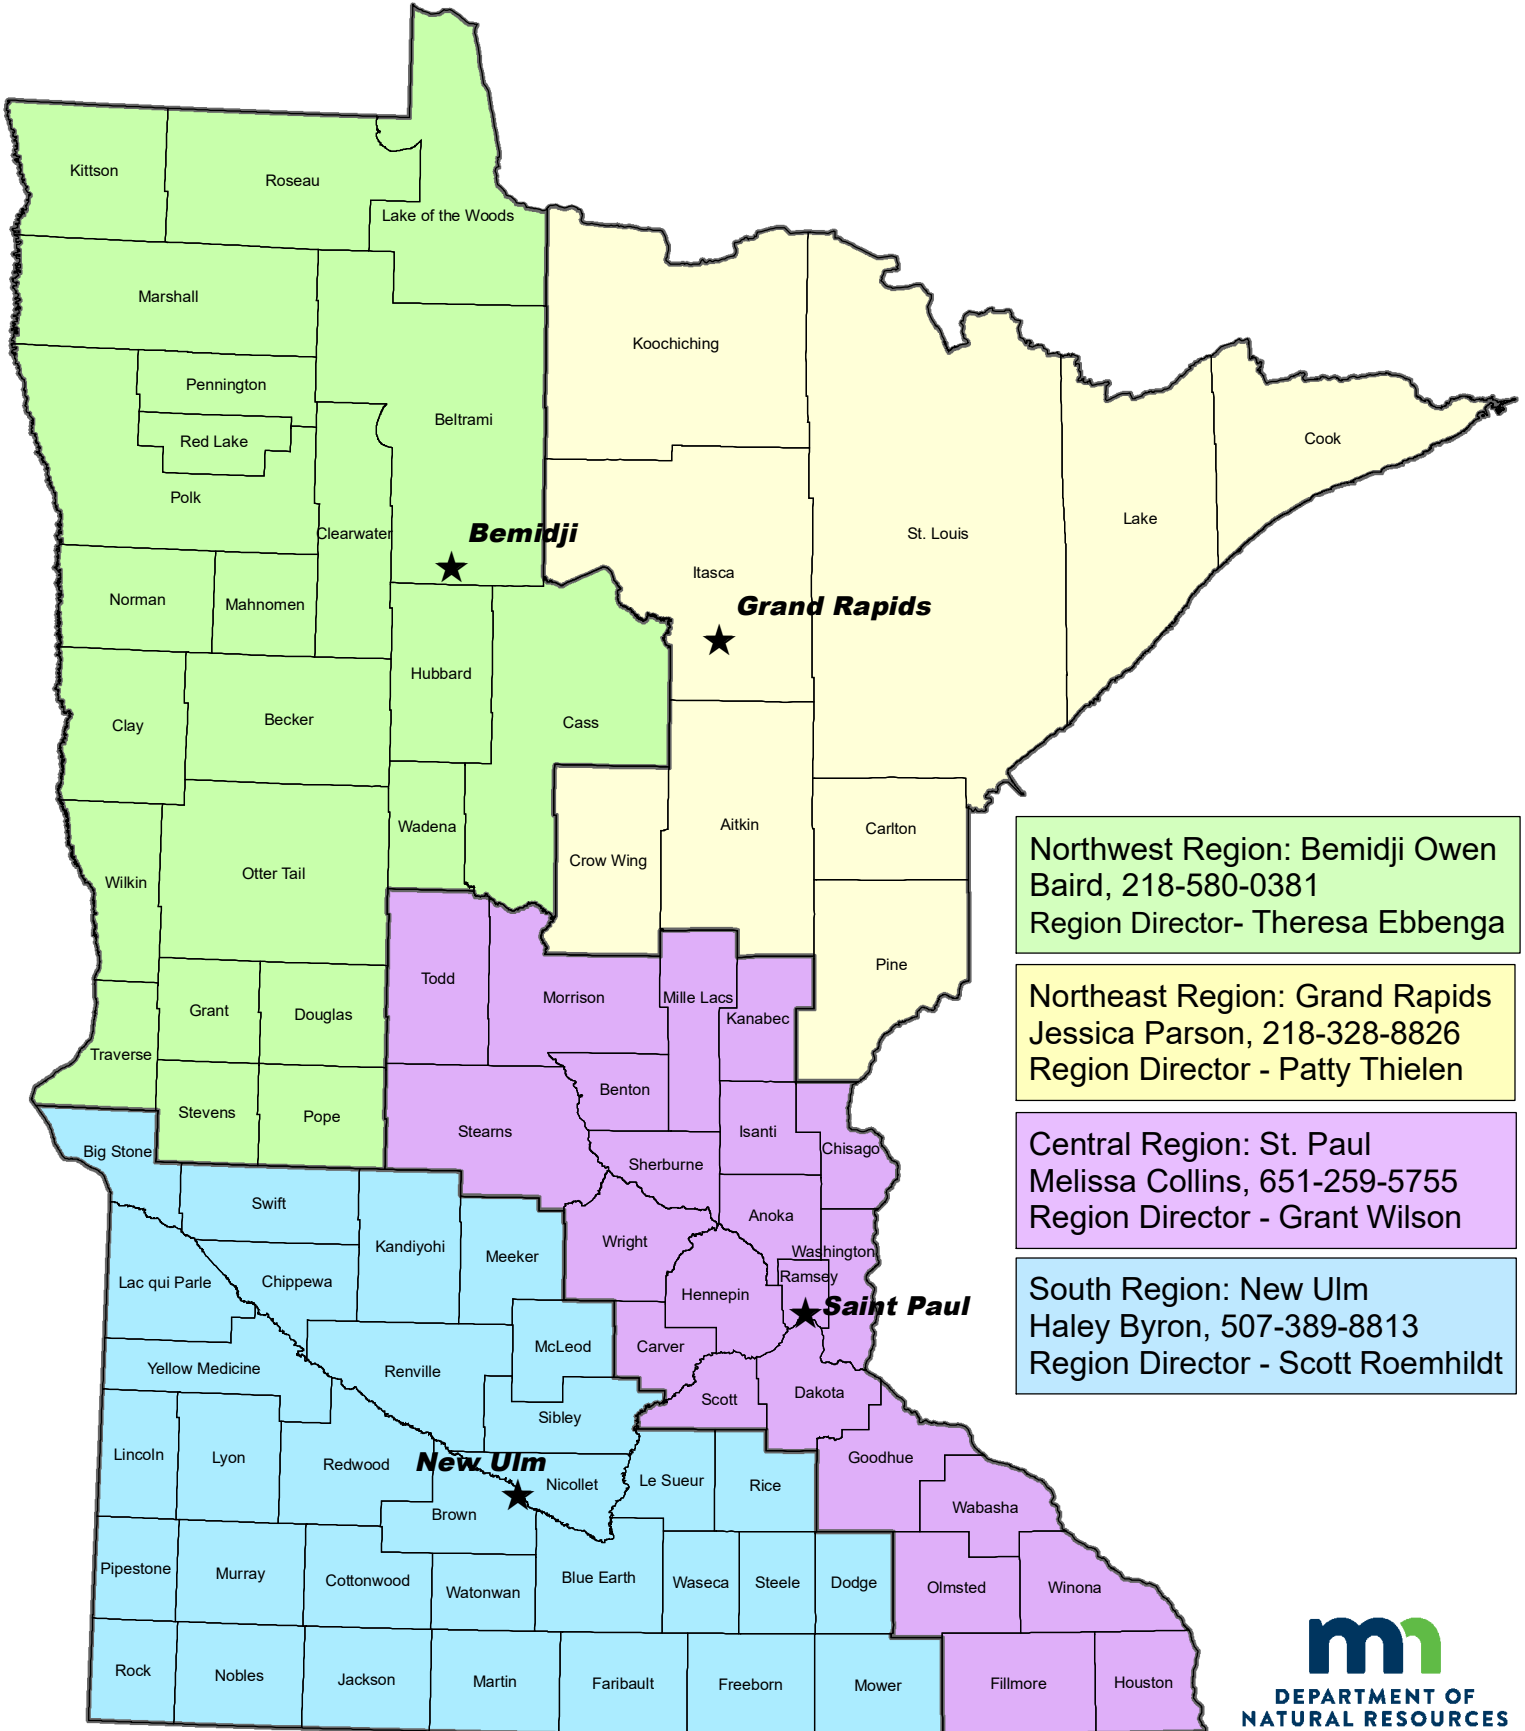 Kittson
Roseau
Lake of the Woods
Marshall
Koochiching
Pennington
Beltrami
Cook
Red Lake
Polk
Lake
Clearwater
Bemidji
St. Louis
Itasca
Norman
Mahnomen
Grand Rapids
Hubbard
Becker
Cass
Clay
Wadena
Aitkin
Carlton
Crow Wing
Otter Tail
Wilkin
Northwest Region: Bemidji Owen
Baird, 218-580-0381
Region Director- Theresa Ebbenga
Pine
Todd
Morrison
Mille Lacs
Kanabec
Grant
Douglas
Northeast Region: Grand Rapids
Jessica Parson, 218-328-8826
Region Director - Patty Thielen
Traverse
Benton
Stevens
Pope
Stearns
Isanti
Chisago
Big Stone
Sherburne
Central Region: St. Paul
Melissa Collins, 651-259-5755
Region Director - Grant Wilson
Swift
Anoka
Kandiyohi
Meeker
Wright
Washington
Lac qui Parle
Chippewa
Ramsey
Hennepin
Saint Paul
South Region: New Ulm
Haley Byron, 507-389-8813
Region Director - Scott Roemhildt
McLeod
Carver
Yellow Medicine
Renville
Scott
Dakota
Sibley
Lincoln
Lyon
Redwood
New Ulm
Nicollet
Le Sueur
Rice
Goodhue
Wabasha
Brown
Pipestone
Murray
Cottonwood
Watonwan
Blue Earth
Waseca
Steele
Dodge
Olmsted
Winona
Rock
Nobles
Jackson
Martin
Faribault
Freeborn
Mower
Fillmore
Houston
mn
DEPARTMENT OF
NATURAL RESOURCES